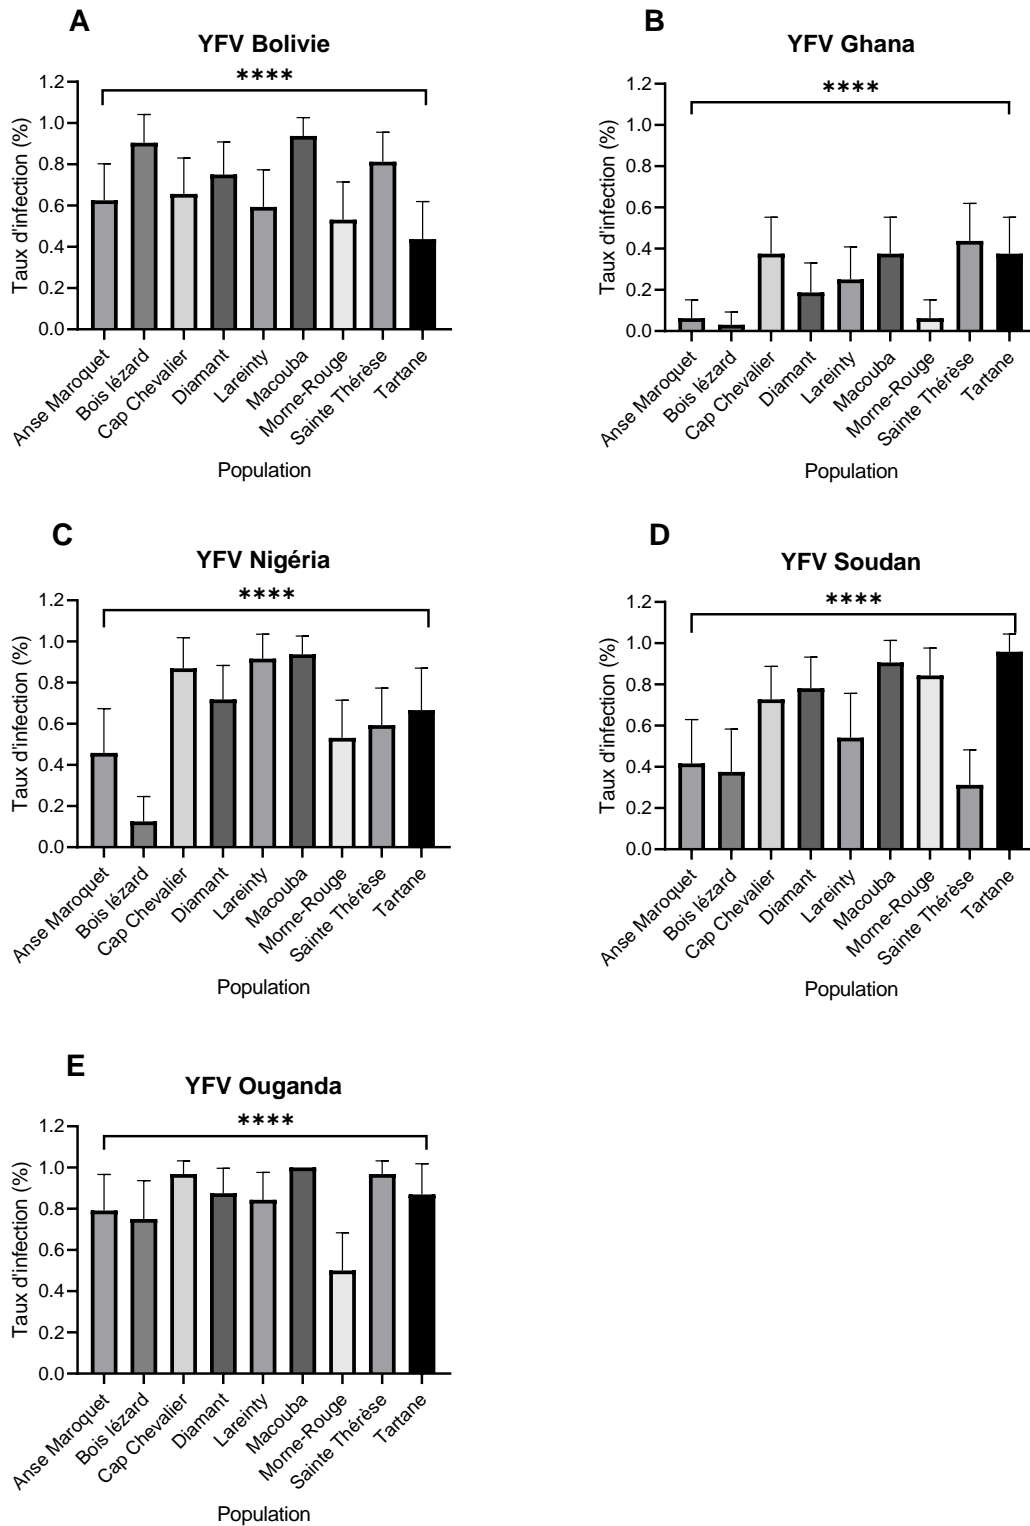 A
YFV Bolivie
****
Taux d'infection (%)
1.2
1.0
0.8
0.6
0.4
0.2
0.0
Anse Maroquet
Bois lézard
Cap Chevalier
Diamant
Lareinty
Macouba
Morne-Rouge
Sainte Thérèse
Tartane
Population
B
YFV Ghana
****
Taux d'infection (%)
1.2
1.0
0.8
0.6
0.4
0.2
0.0
Anse Maroquet
Bois lézard
Cap Chevalier
Diamant
Lareinty
Macouba
Morne-Rouge
Sainte Thérèse
Tartane
Population
C
YFV Nigéria
****
Taux d'infection (%)
1.2
1.0
0.8
0.6
0.4
0.2
0.0
Anse Maroquet
Bois lézard
Cap Chevalier
Diamant
Lareinty
Macouba
Morne-Rouge
Sainte Thérèse
Tartane
Population
D
YFV Soudan
****
Taux d'infection (%)
1.2
1.0
0.8
0.6
0.4
0.2
0.0
Anse Maroquet
Bois lézard
Cap Chevalier
Diamant
Lareinty
Macouba
Morne-Rouge
Sainte Thérèse
Tartane
Population
E
YFV Ouganda
****
Taux d'infection (%)
1.2
1.0
0.8
0.6
0.4
0.2
0.0
Anse Maroquet
Bois lézard
Cap Chevalier
Diamant
Lareinty
Macouba
Morne-Rouge
Sainte Thérèse
Tartane
Population